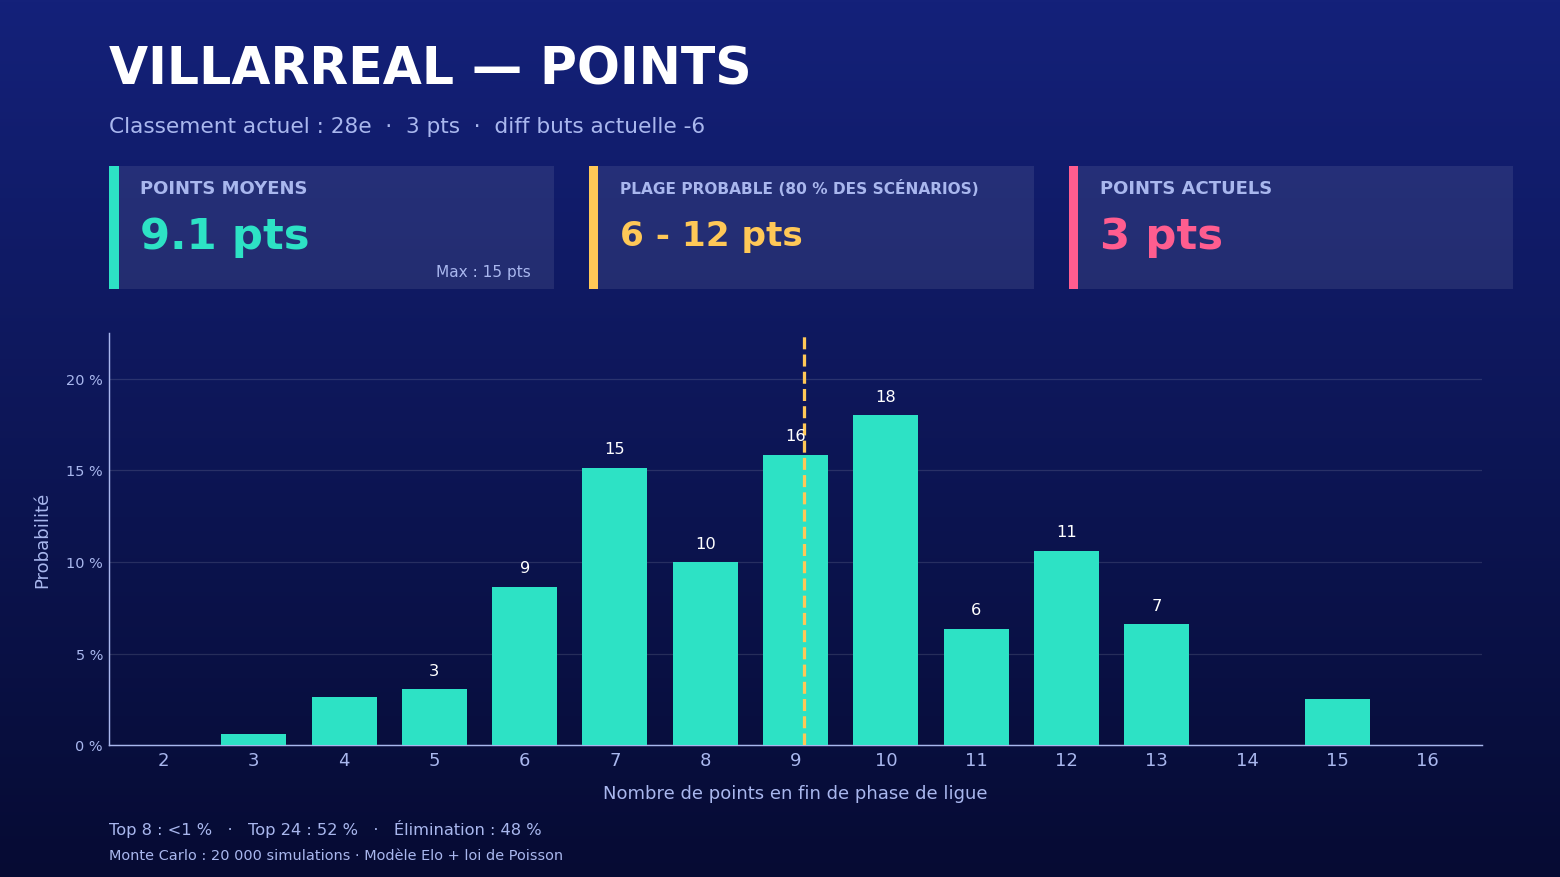 VILLARREAL — POINTS
Classement actuel : 28e · 3 pts · diff buts actuelle -6
POINTS MOYENS
9.1 pts
Max : 15 pts
PLAGE PROBABLE (80 % DES SCÉNARIOS)
6 - 12 pts
POINTS ACTUELS
3 pts
Probabilité
20 %
15 %
10 %
5 %
0 %
3
9
15
10
16
18
6
11
7
2 3 4 5 6 7 8 9 10 11 12 13 14 15 16
Nombre de points en fin de phase de ligue
Top 8 : <1 % · Top 24 : 52 % · Élimination : 48 %
Monte Carlo : 20 000 simulations · Modèle Elo + loi de Poisson